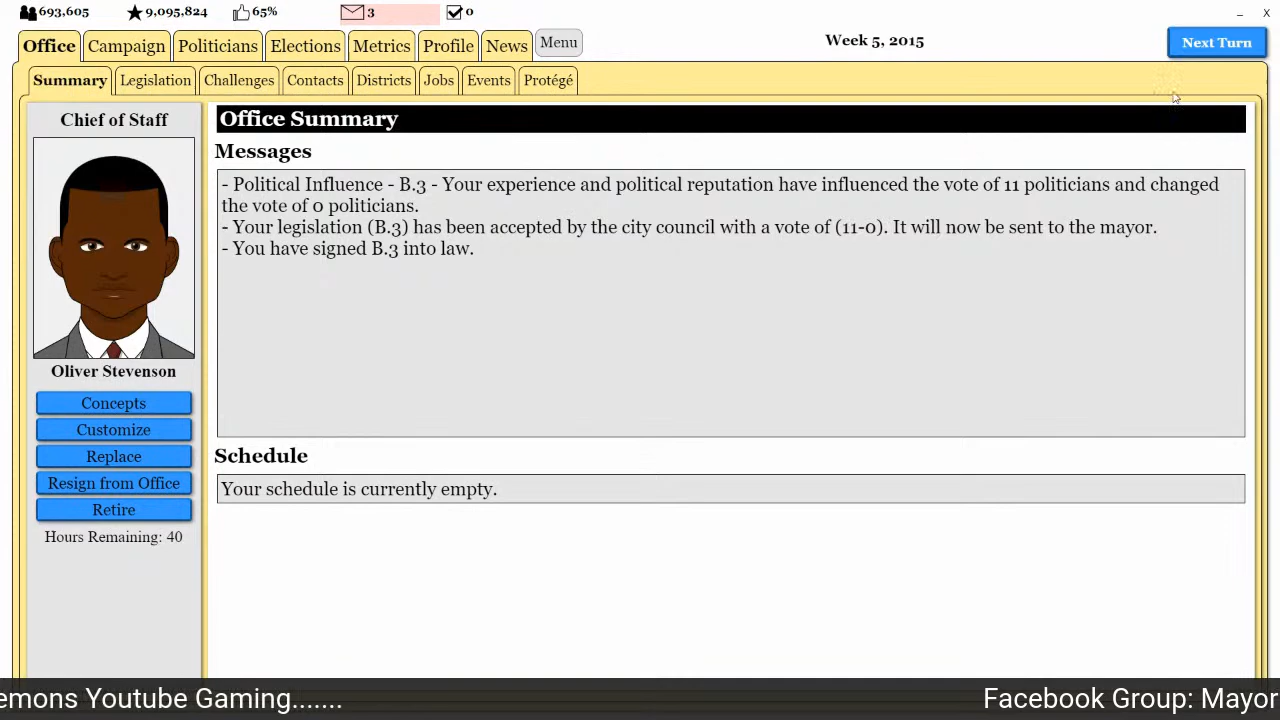 693,605 9,095,824 65% 3 0
_ X
Office Campaign Politicians Elections Metrics Profile News Menu
Week 5, 2015
Next Turn
Summary Legislation Challenges Contacts Districts Jobs Events Protégé
Chief of Staff
Oliver Stevenson
Concepts
Customize
Replace
Resign from Office
Retire
Hours Remaining: 40
Office Summary
Messages
- Political Influence - B.3 - Your experience and political reputation have influenced the vote of 11 politicians and changed
the vote of 0 politicians.
- Your legislation (B.3) has been accepted by the city council with a vote of (11-0). It will now be sent to the mayor.
- You have signed B.3 into law.
Schedule
Your schedule is currently empty.
emons Youtube Gaming....... Facebook Group: Mayor